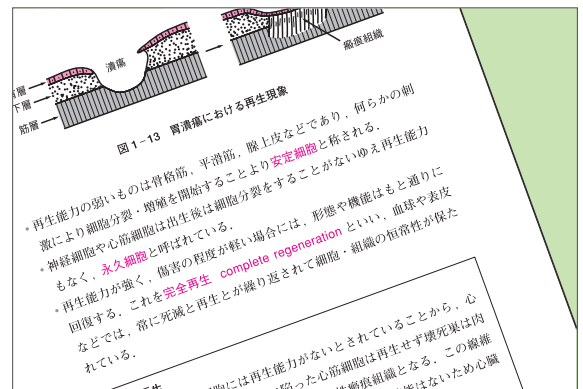 潰瘍
瘢痕組織
下層
筋層
図1-13 胃潰瘍における再生現象
•再生能力の弱いものは骨格筋，平滑筋，腺上皮などであり，何らかの刺
激により細胞分裂・増殖を開始することより安定細胞と称される．
•神経細胞や心筋細胞は出生後は細胞分裂をすることがないゆえ再生能力
もなく，永久細胞と呼ばれている．
•再生能力が強く，傷害の程度が軽い場合には，形態や機能はもと通りに
回復する．これを完全再生 complete regeneration といい，血球や表皮
などでは，常に死滅と再生とが繰り返されて細胞・組織の恒常性が保た
れている．
再生
細胞には再生能力がないとされていることから，心
陥った心筋細胞は再生せず壊死巣は肉
性瘢痕組織となる．この線維
能はないため心臓